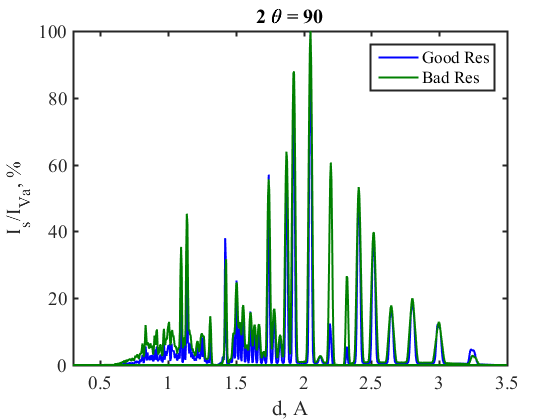 2 θ = 90
100
80
60
40
20
0
I_s/I_Va, %
Good Res
Bad Res
0.5 1 1.5 2 2.5 3 3.5
d, A